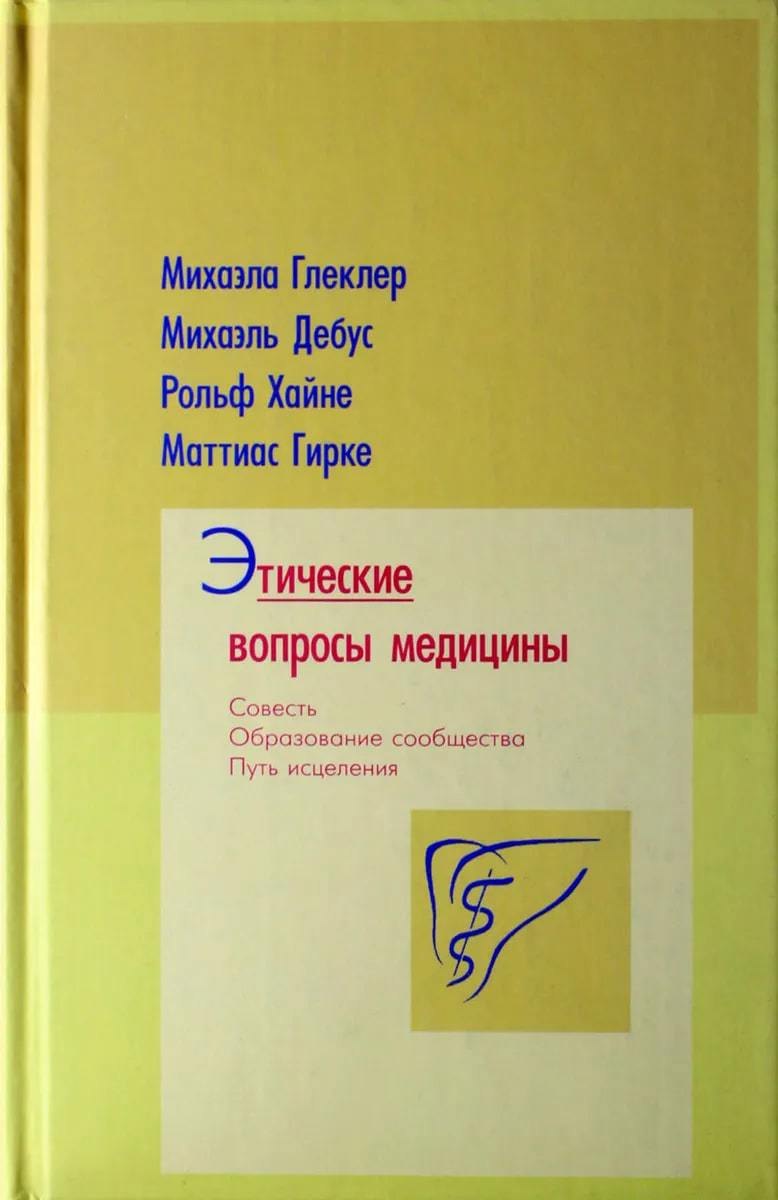 Михаэла Глеклер
Михаэль Дебус
Рольф Хайне
Маттиас Гирке
Этические
вопросы медицины
Совесть
Образование сообщества
Путь исцеления